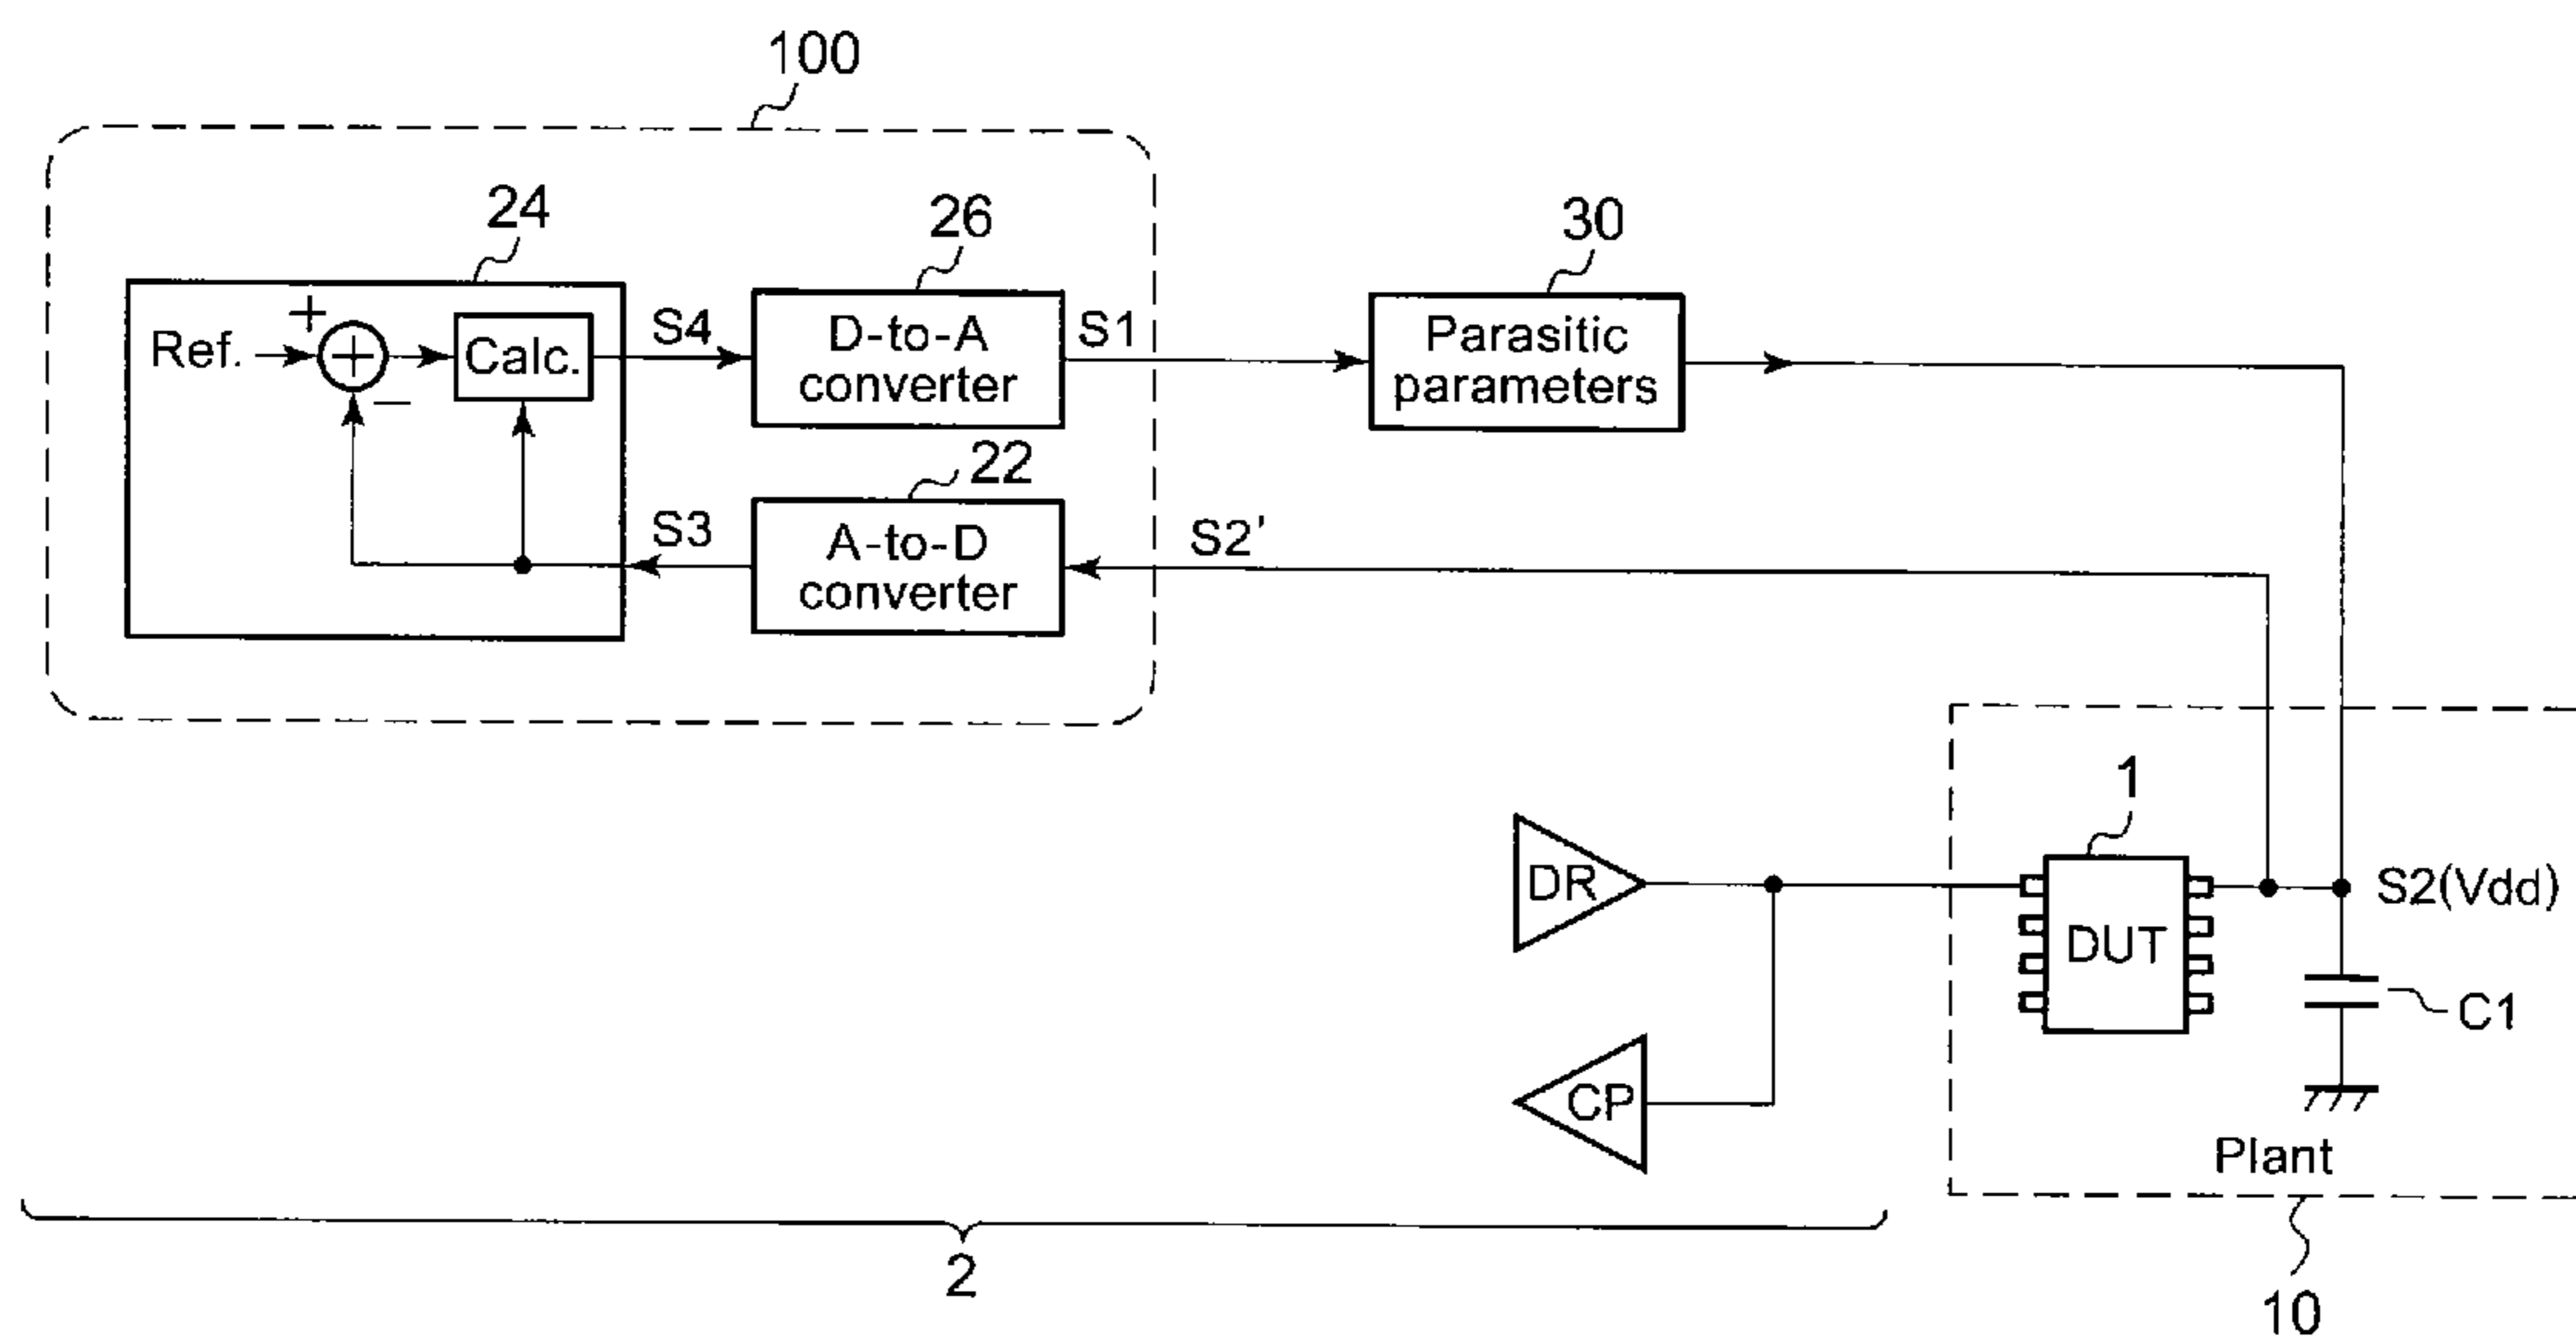 100
24
26
30
+
Ref.
+
Calc.
−
S4
D-to-A
converter
S1
Parasitic
parameters
22
S3
A-to-D
converter
S2'
1
DR
DUT
S2(Vdd)
CP
C1
Plant
2
10